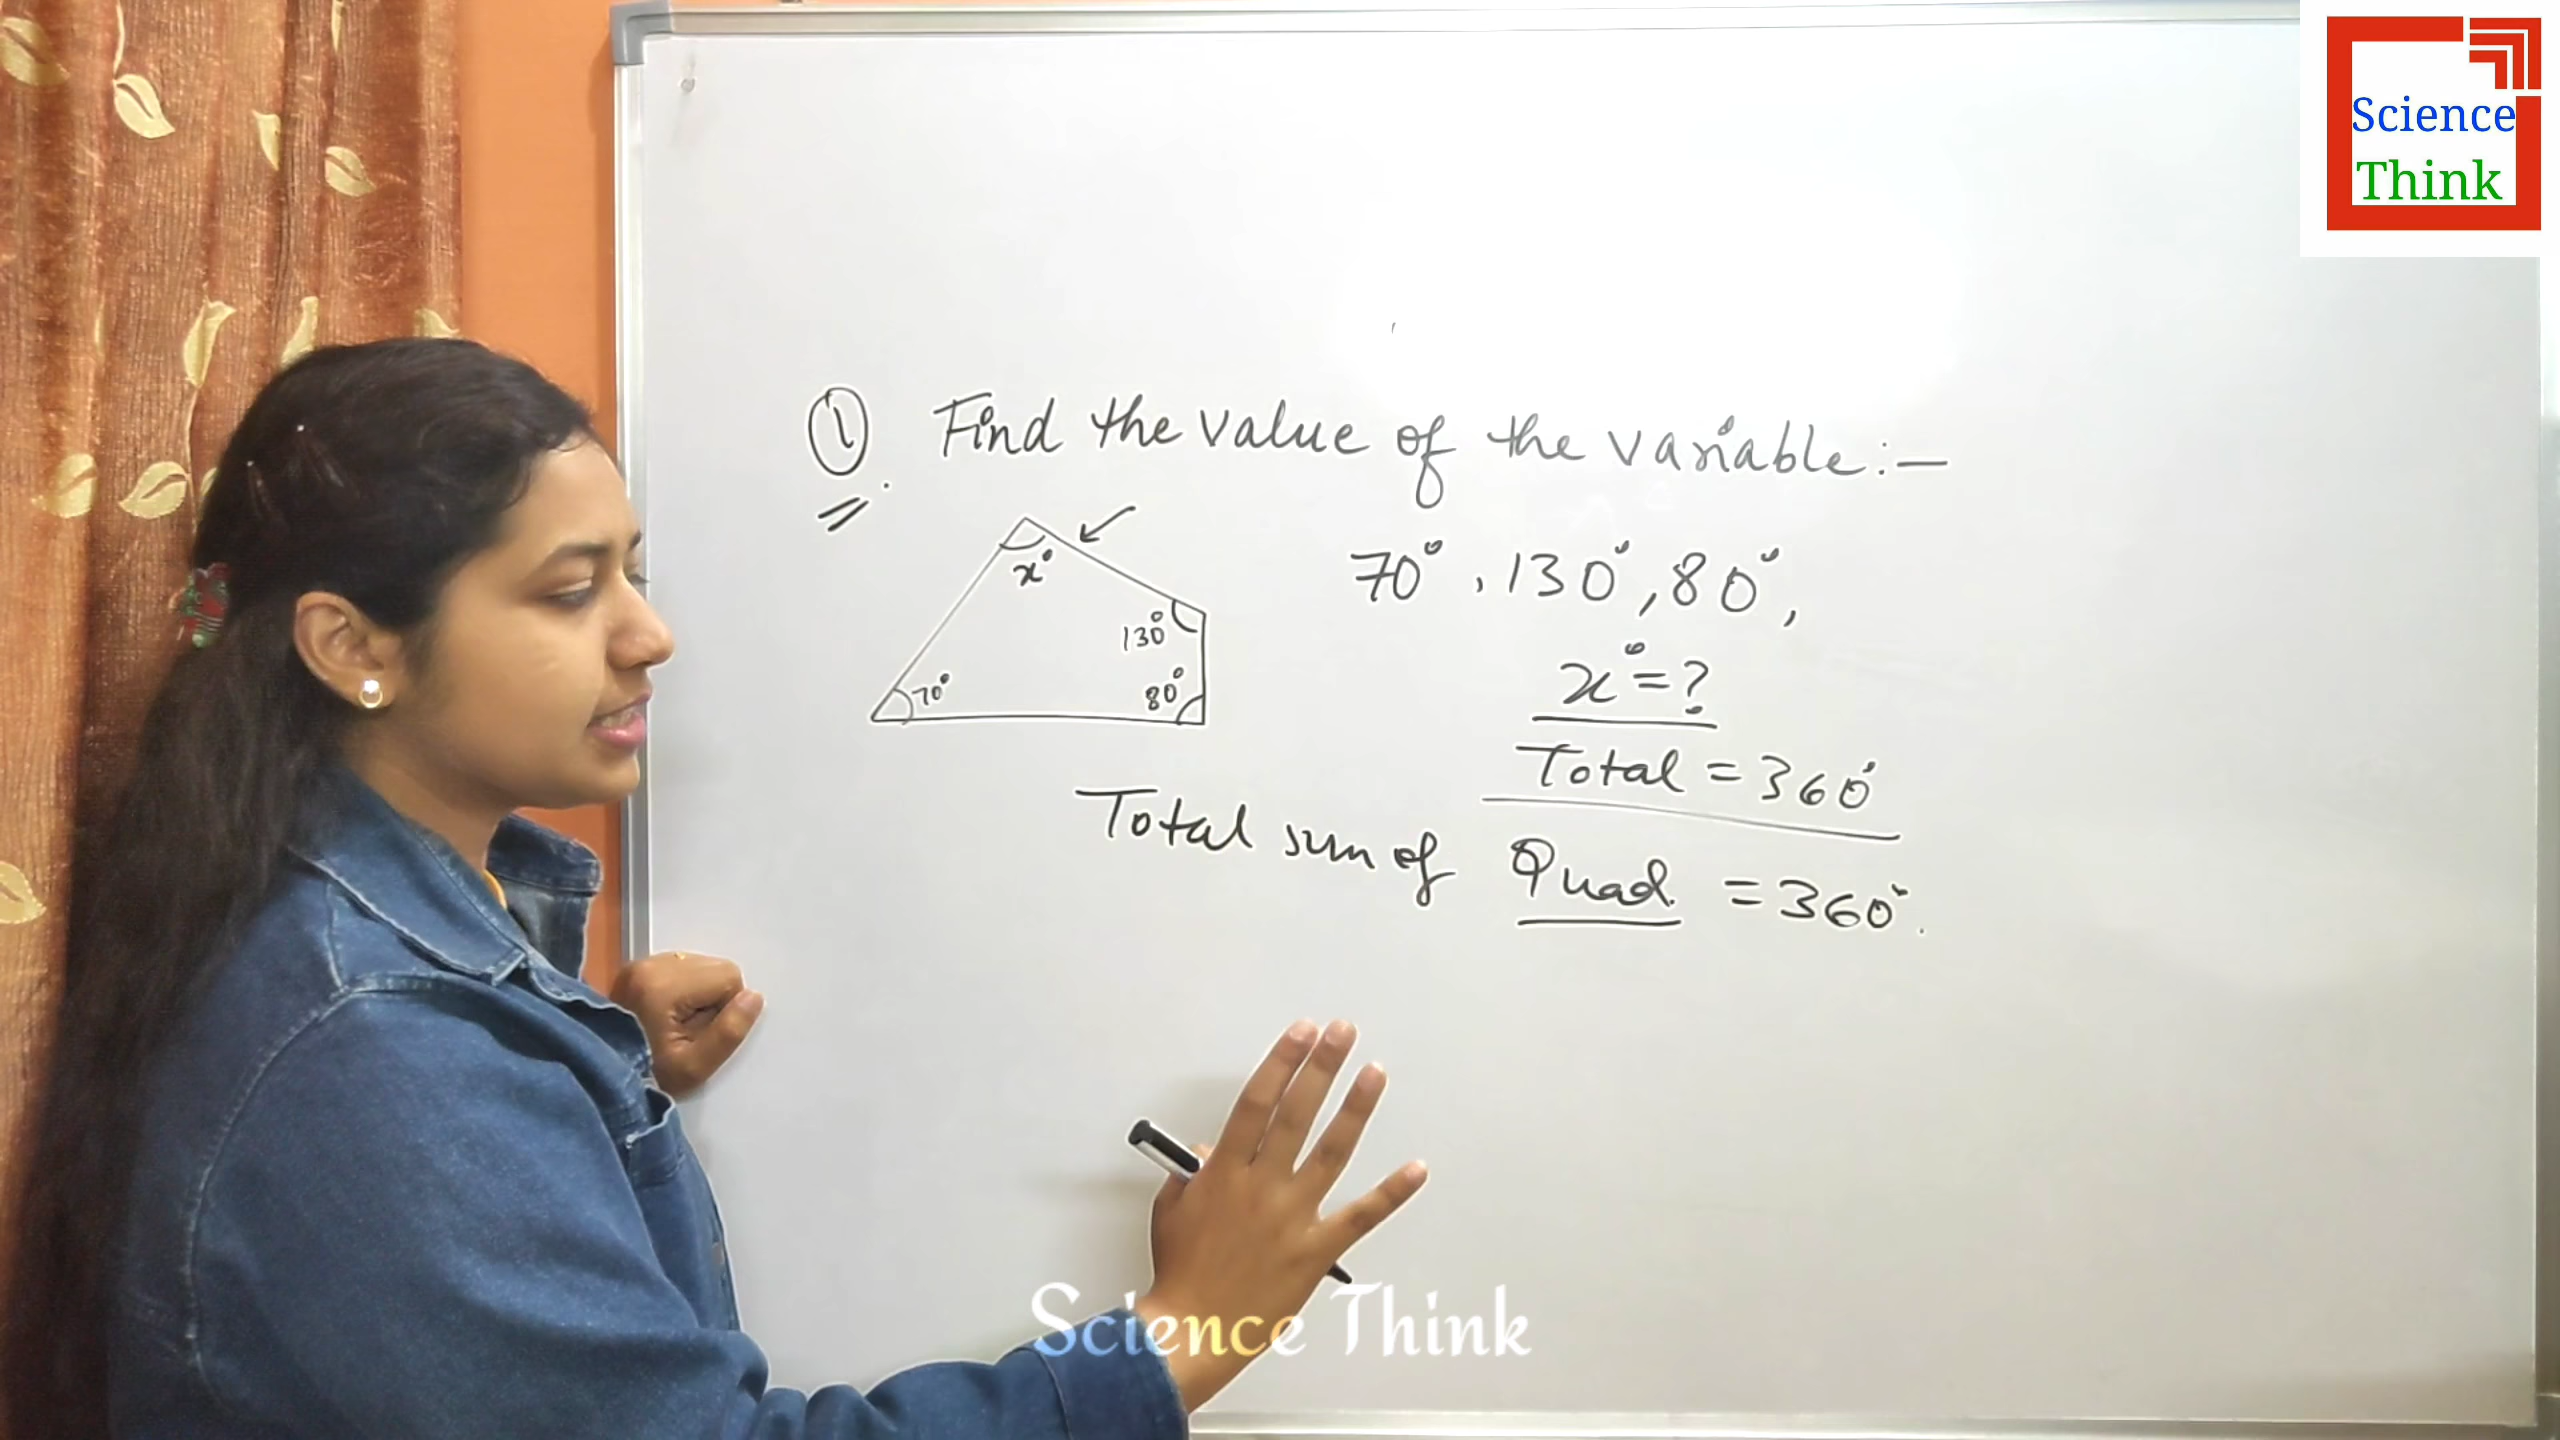 Science
Think
① Find the value of the variable:—
x°
130°
70°
80°
70°, 130°, 80°,
x° = ?
Total = 360°
Total sum of Quad. = 360°.
Science Think